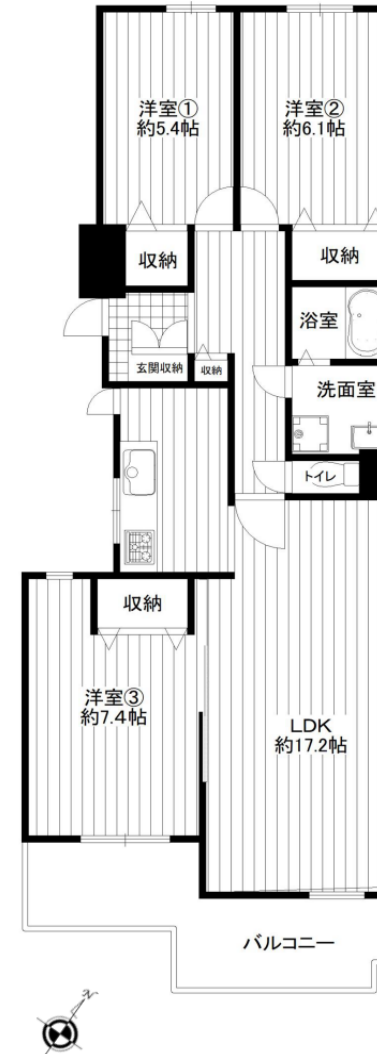 洋室①
約5.4帖
洋室②
約6.1帖
収納
収納
浴室
玄関収納
収納
洗面室
トイレ
収納
洋室③
約7.4帖
LDK
約17.2帖
バルコニー
N